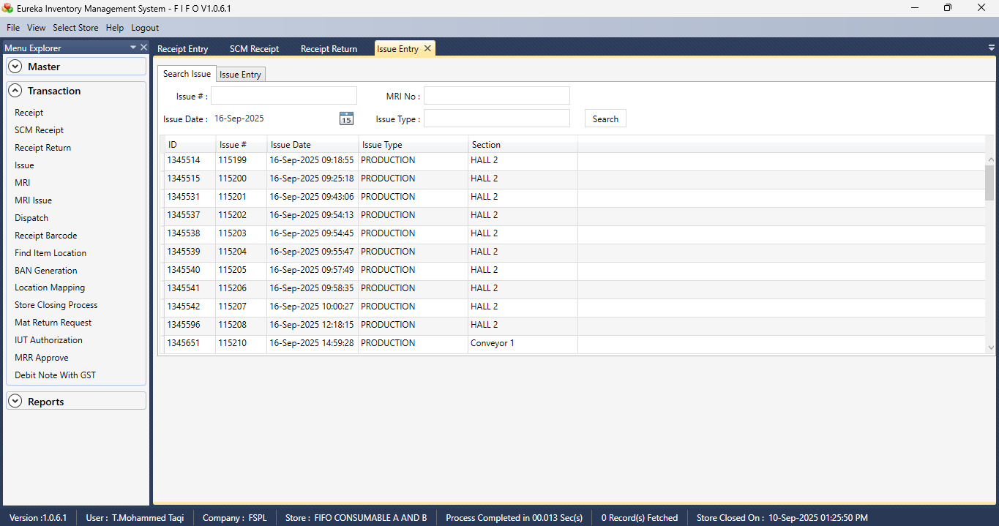 Eureka Inventory Management System - F I F O V1.0.6.1
File View Select Store Help Logout
Menu Explorer
Receipt Entry SCM Receipt Receipt Return Issue Entry
Master
Transaction
Receipt
SCM Receipt
Receipt Return
Issue
MRI
MRI Issue
Dispatch
Receipt Barcode
Find Item Location
BAN Generation
Location Mapping
Store Closing Process
Mat Return Request
IUT Authorization
MRR Approve
Debit Note With GST
Reports
Search Issue Issue Entry
Issue # : MRI No :
Issue Date : 16-Sep-2025 15 Issue Type : Search
ID Issue # Issue Date Issue Type Section
1345514 115199 16-Sep-2025 09:18:55 PRODUCTION HALL 2
1345515 115200 16-Sep-2025 09:25:18 PRODUCTION HALL 2
1345531 115201 16-Sep-2025 09:43:06 PRODUCTION HALL 2
1345537 115202 16-Sep-2025 09:54:13 PRODUCTION HALL 2
1345538 115203 16-Sep-2025 09:54:45 PRODUCTION HALL 2
1345539 115204 16-Sep-2025 09:55:47 PRODUCTION HALL 2
1345540 115205 16-Sep-2025 09:57:49 PRODUCTION HALL 2
1345541 115206 16-Sep-2025 09:58:35 PRODUCTION HALL 2
1345542 115207 16-Sep-2025 10:00:27 PRODUCTION HALL 2
1345596 115208 16-Sep-2025 12:18:15 PRODUCTION HALL 2
1345651 115210 16-Sep-2025 14:59:28 PRODUCTION Conveyor 1
Version :1.0.6.1 User : T.Mohammed Taqi Company : FSPL Store : FIFO CONSUMABLE A AND B Process Completed in 00.013 Sec(s) 0 Record(s) Fetched Store Closed On : 10-Sep-2025 01:25:50 PM